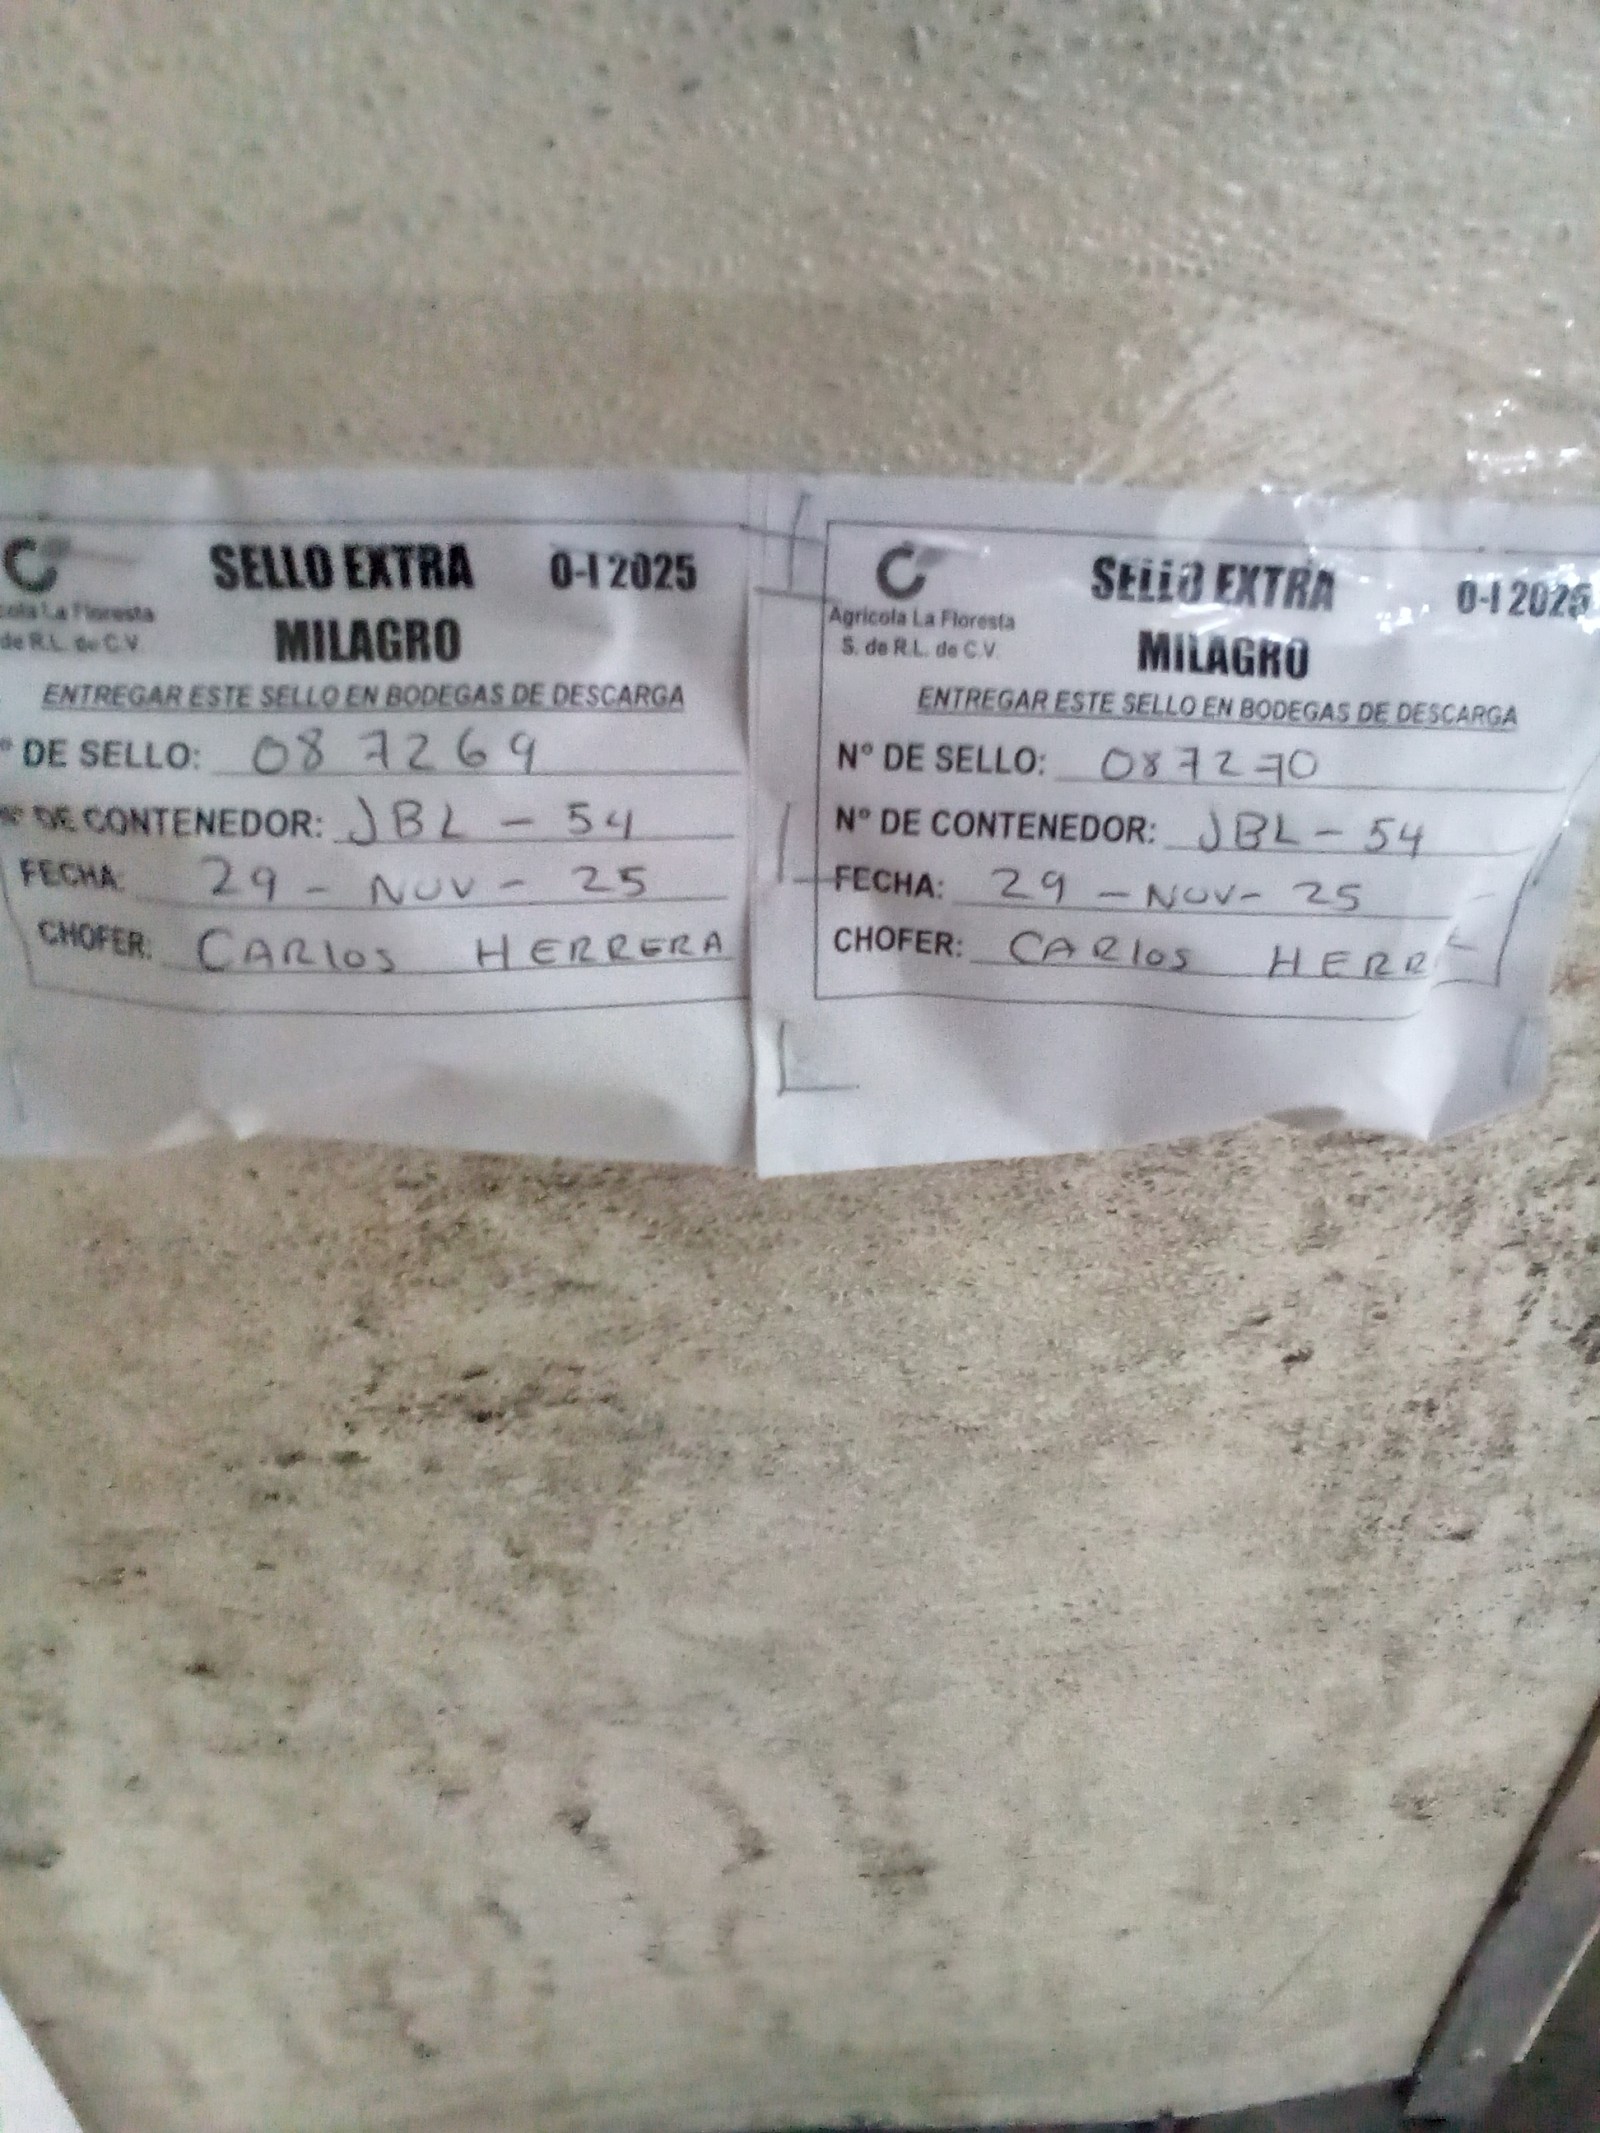 SELLO EXTRA 0-I 2025
cola La Floresta
MILAGRO
de R.L. de C.V.
ENTREGAR ESTE SELLO EN BODEGAS DE DESCARGA
° DE SELLO: 087269
N° DE CONTENEDOR: JBL - 54
FECHA: 29 - NOV - 25
CHOFER: CARlos HERRERA
SELLO EXTRA 0-I 2025
Agricola La Floresta
S. de R.L. de C.V.
MILAGRO
ENTREGAR ESTE SELLO EN BODEGAS DE DESCARGA
N° DE SELLO: 087270
N° DE CONTENEDOR: JBL - 54
FECHA: 29 - NOV - 25
CHOFER: CARlos HERR